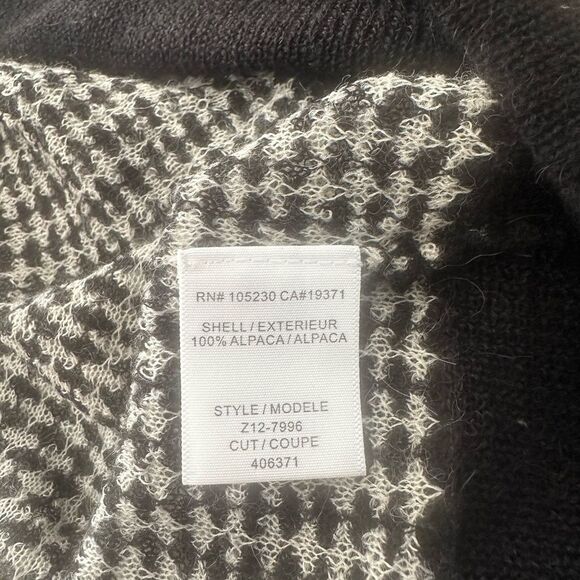 RN# 105230 CA#19371
SHELL / EXTERIEUR
100% ALPACA / ALPACA
STYLE / MODELE
Z12-7996
CUT / COUPE
406371